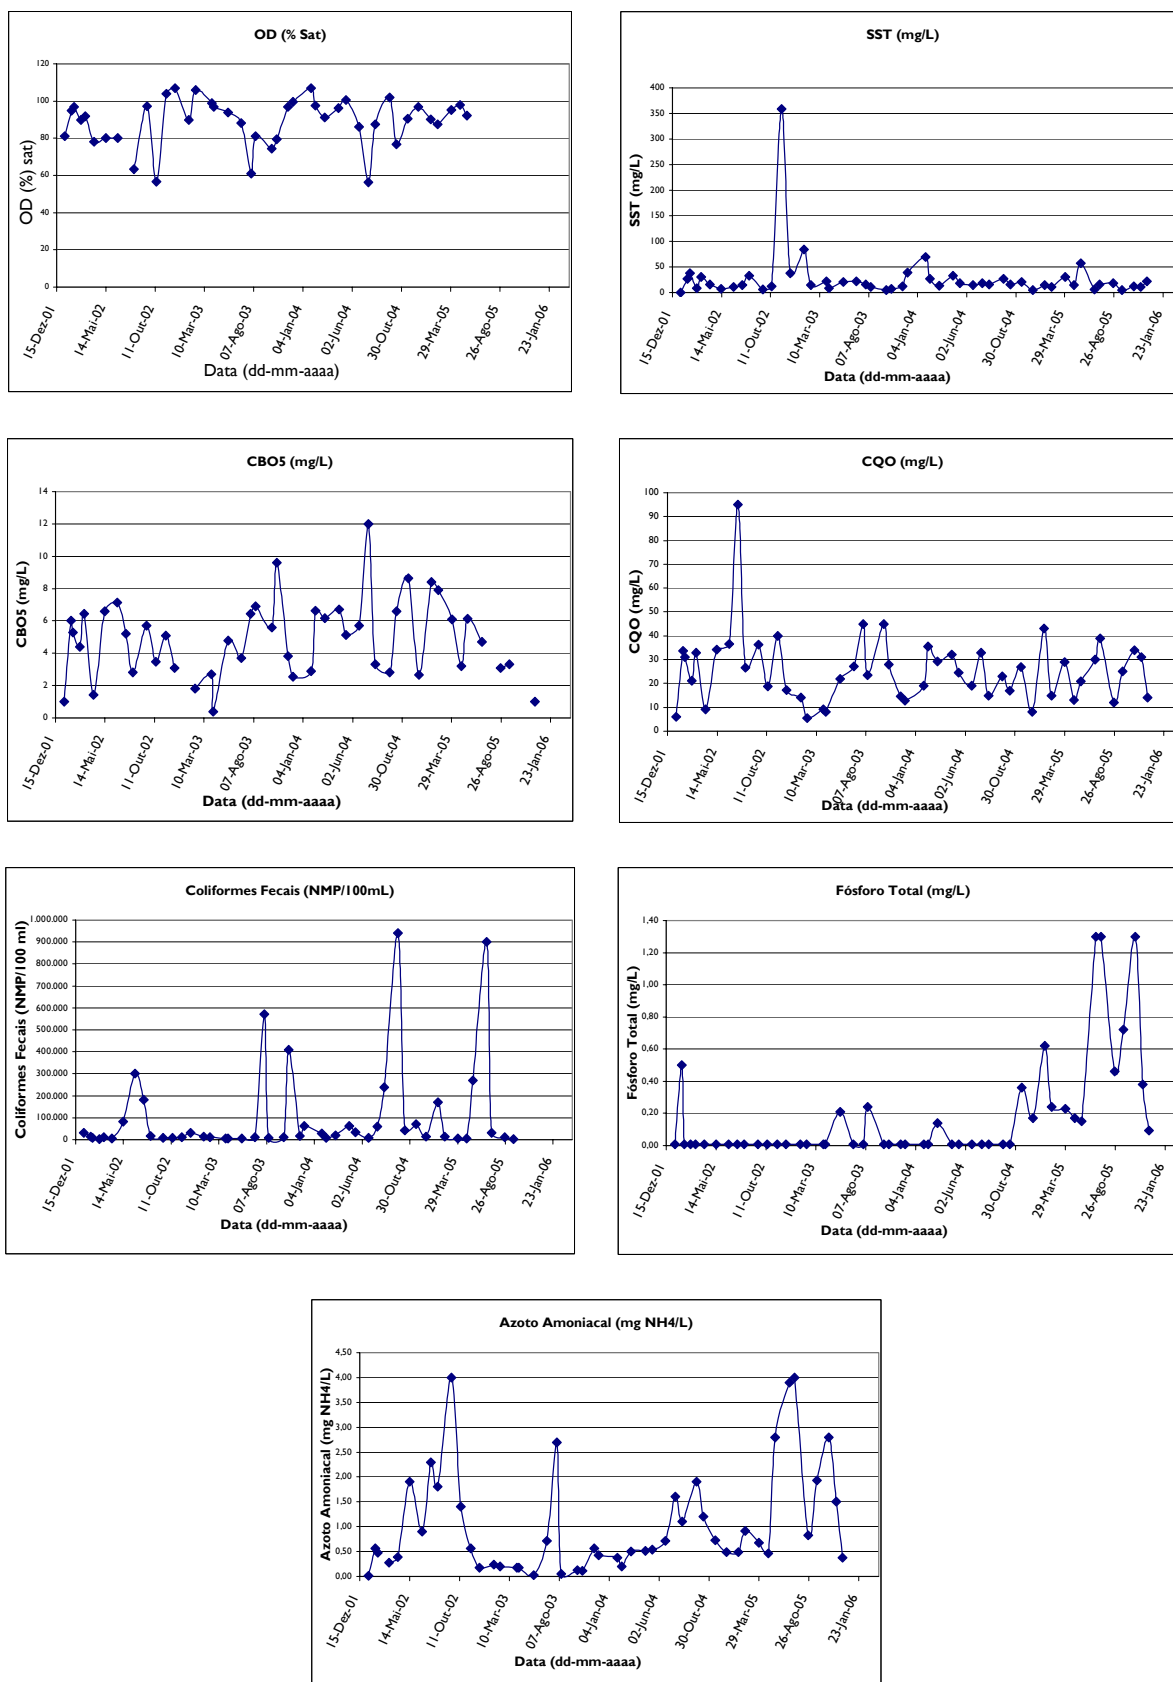 OD (% Sat)
OD (%) sat)
120
100
80
60
40
20
0
15-Dez-01
14-Mai-02
11-Out-02
10-Mar-03
07-Ago-03
04-Jan-04
02-Jun-04
30-Out-04
29-Mar-05
26-Ago-05
23-Jan-06
Data (dd-mm-aaaa)
SST (mg/L)
SST (mg/L)
400
350
300
250
200
150
100
50
0
15-Dez-01
14-Mai-02
11-Out-02
10-Mar-03
07-Ago-03
04-Jan-04
02-Jun-04
30-Out-04
29-Mar-05
26-Ago-05
23-Jan-06
Data (dd-mm-aaaa)
CBO5 (mg/L)
CBO5 (mg/L)
14
12
10
8
6
4
2
0
15-Dez-01
14-Mai-02
11-Out-02
10-Mar-03
07-Ago-03
04-Jan-04
02-Jun-04
30-Out-04
29-Mar-05
26-Ago-05
23-Jan-06
Data (dd-mm-aaaa)
CQO (mg/L)
CQO (mg/L)
100
90
80
70
60
50
40
30
20
10
0
15-Dez-01
14-Mai-02
11-Out-02
10-Mar-03
07-Ago-03
04-Jan-04
02-Jun-04
30-Out-04
29-Mar-05
26-Ago-05
23-Jan-06
Data (dd-mm-aaaa)
Coliformes Fecais (NMP/100mL)
Coliformes Fecais (NMP/100 ml)
1.000.000
900.000
800.000
700.000
600.000
500.000
400.000
300.000
200.000
100.000
0
15-Dez-01
14-Mai-02
11-Out-02
10-Mar-03
07-Ago-03
04-Jan-04
02-Jun-04
30-Out-04
29-Mar-05
26-Ago-05
23-Jan-06
Data (dd-mm-aaaa)
Fósforo Total (mg/L)
Fósforo Total (mg/L)
1,40
1,20
1,00
0,80
0,60
0,40
0,20
0,00
15-Dez-01
14-Mai-02
11-Out-02
10-Mar-03
07-Ago-03
04-Jan-04
02-Jun-04
30-Out-04
29-Mar-05
26-Ago-05
23-Jan-06
Data (dd-mm-aaaa)
Azoto Amoniacal (mg NH4/L)
Azoto Amoniacal (mg NH4/L)
4,50
4,00
3,50
3,00
2,50
2,00
1,50
1,00
0,50
0,00
15-Dez-01
14-Mai-02
11-Out-02
10-Mar-03
07-Ago-03
04-Jan-04
02-Jun-04
30-Out-04
29-Mar-05
26-Ago-05
23-Jan-06
Data (dd-mm-aaaa)